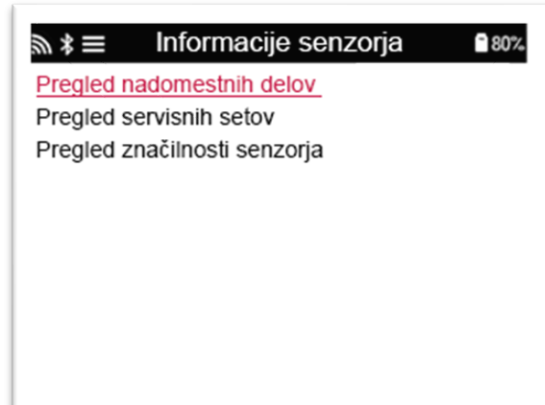 Informacije senzorja 80%
Pregled nadomestnih delov
Pregled servisnih setov
Pregled značilnosti senzorja